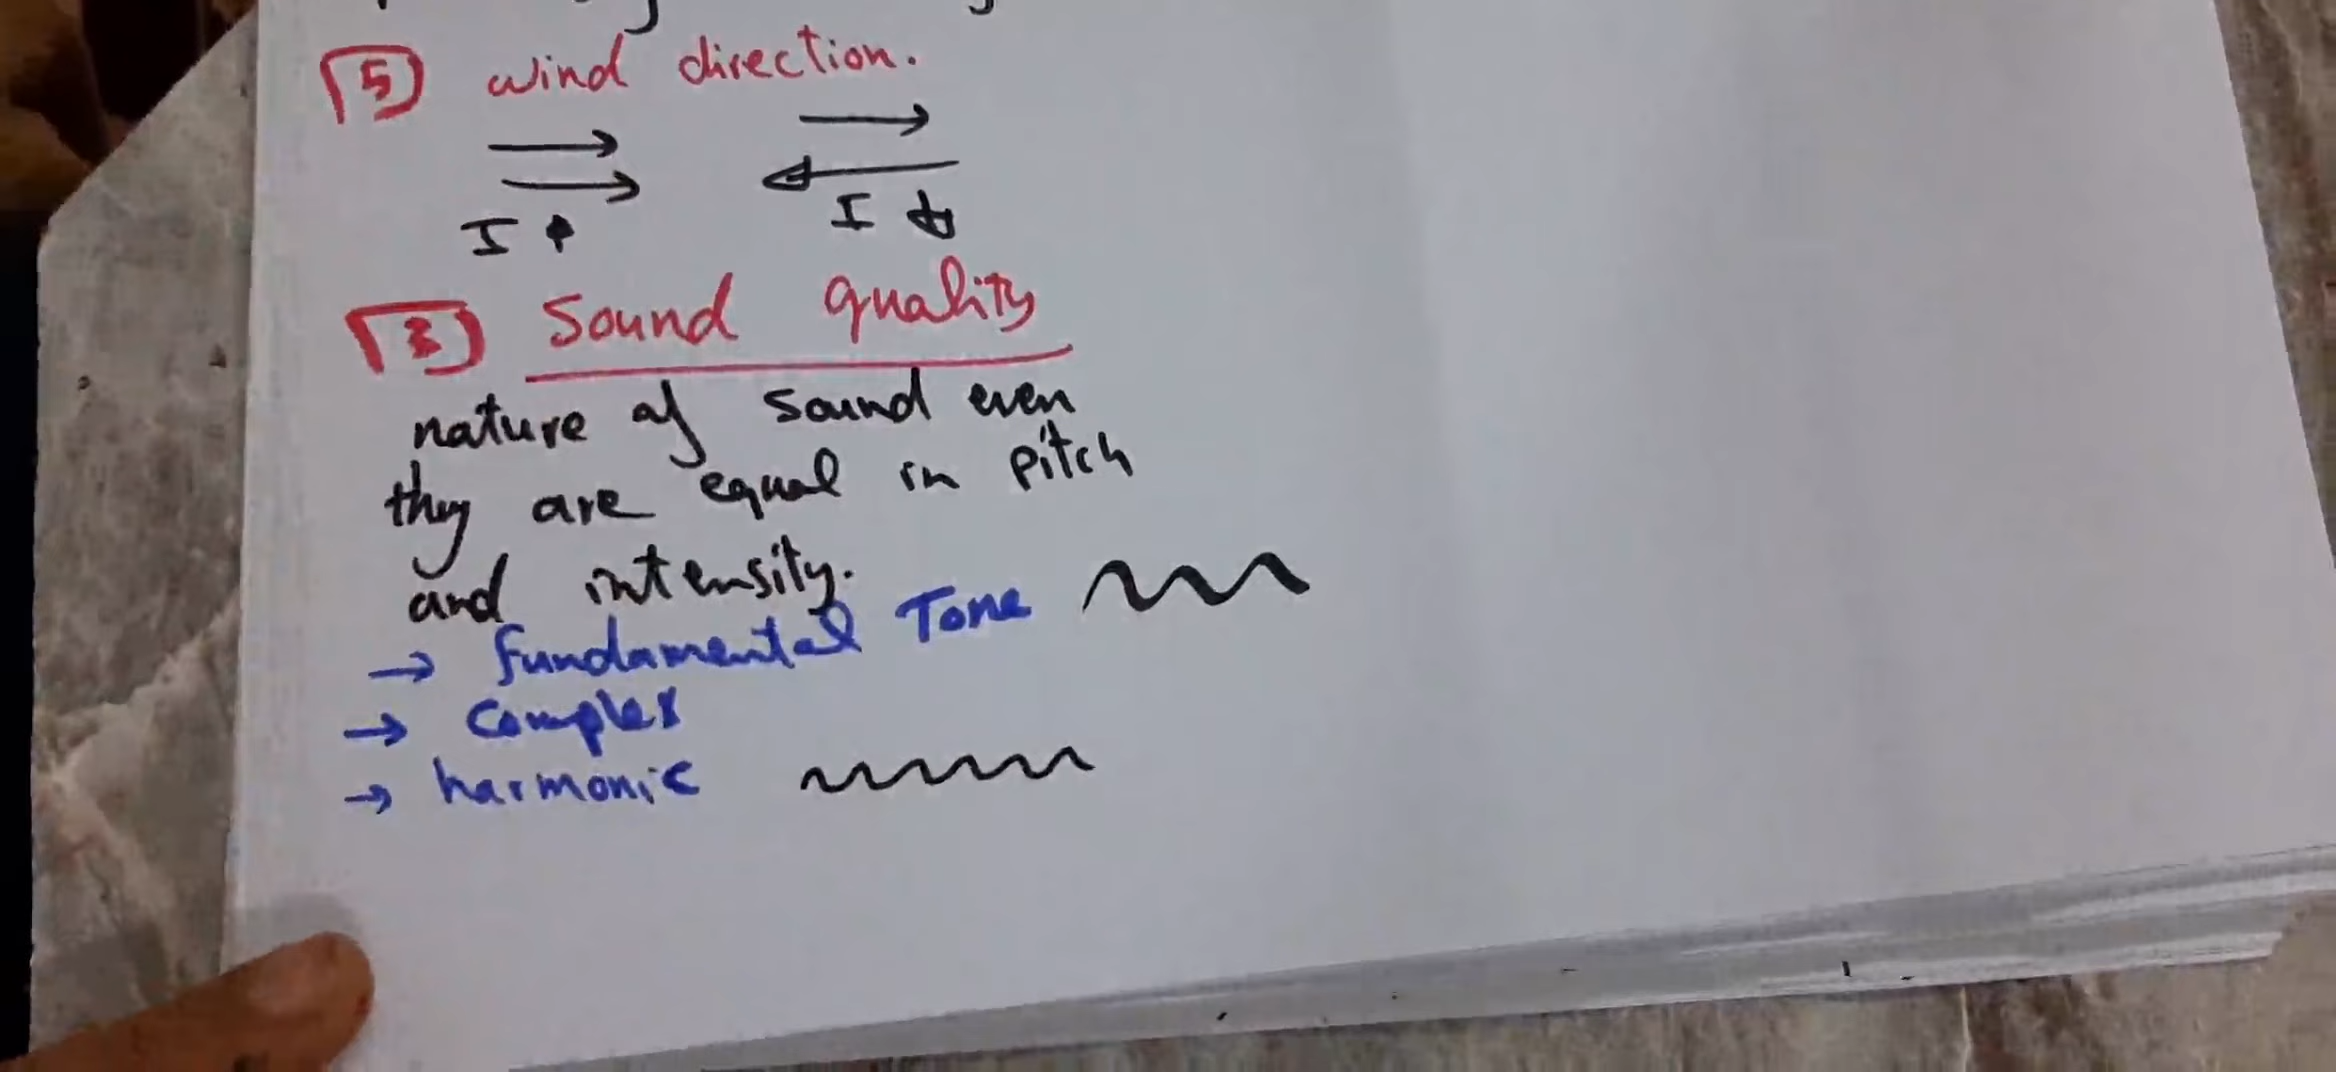 5 wind direction.
I I
3 Sound quality
nature of sound even
they are equal in pitch
and intensity.
→ fundamental Tone
→ Complex
→ harmonic